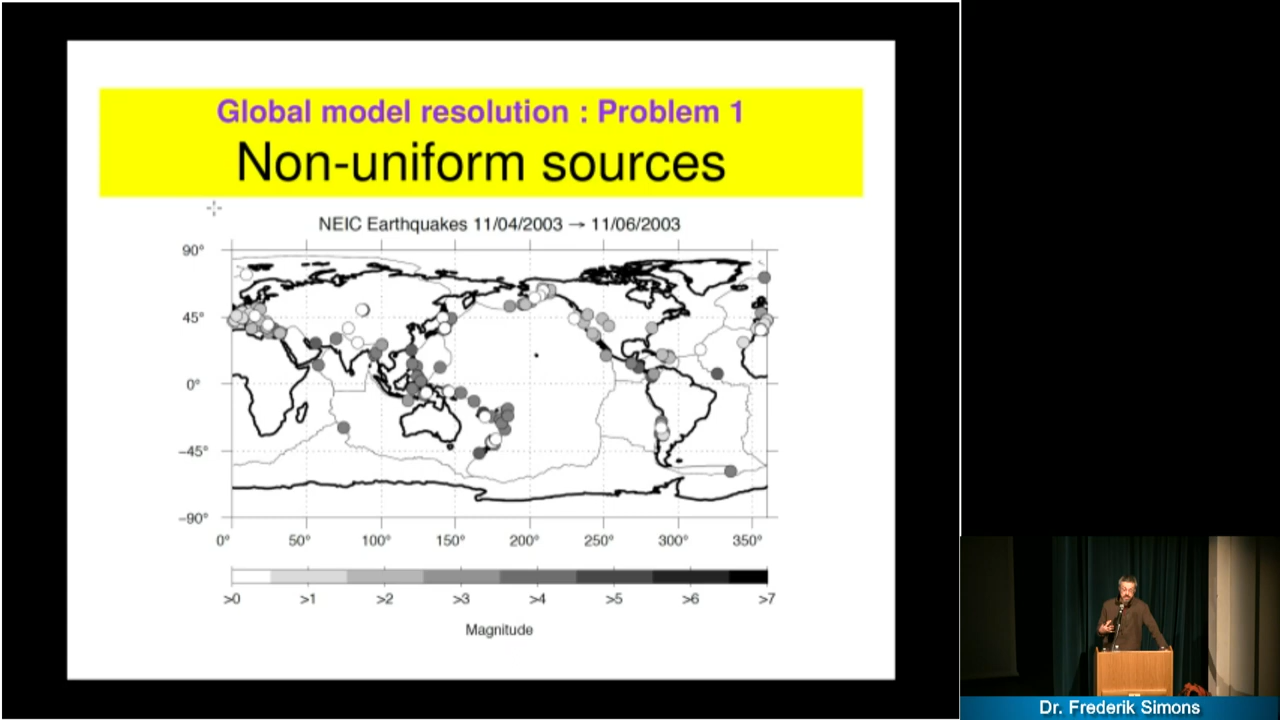 Global model resolution : Problem 1
Non-uniform sources
NEIC Earthquakes 11/04/2003 → 11/06/2003
90°
45°
0°
−45°
−90°
0° 50° 100° 150° 200° 250° 300° 350°
>0 >1 >2 >3 >4 >5 >6 >7
Magnitude
Dr. Frederik Simons